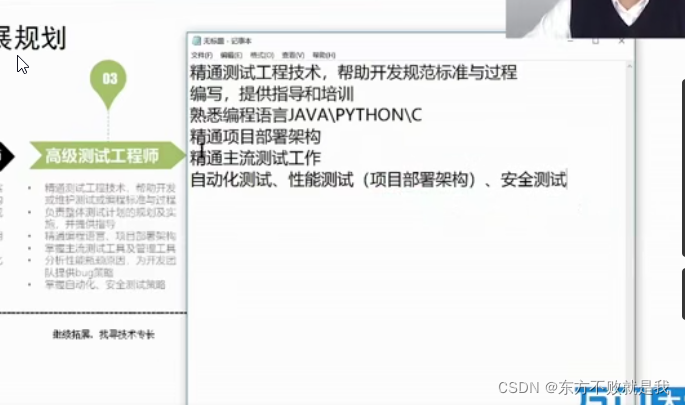 展规划
03
高级测试工程师
精通测试工程技术，帮助开发
或维护测试或编程标准与过程
负责整体测试计划的规划及实
施，并提供指导
精通编程语言、项目部署架构
掌握主流测试工具及管理工具
分析性能瓶颈原因，为开发团
队提供bug策略
掌握自动化、安全测试策略
继续拓展、找寻技术专长
无标题 - 记事本
文件(F) 编辑(E) 格式(O) 查看(V) 帮助(H)
精通测试工程技术，帮助开发规范标准与过程
编写，提供指导和培训
熟悉编程语言JAVA\PYTHON\C
精通项目部署架构
精通主流测试工作
自动化测试、性能测试（项目部署架构）、安全测试
CSDN @东方不败就是我